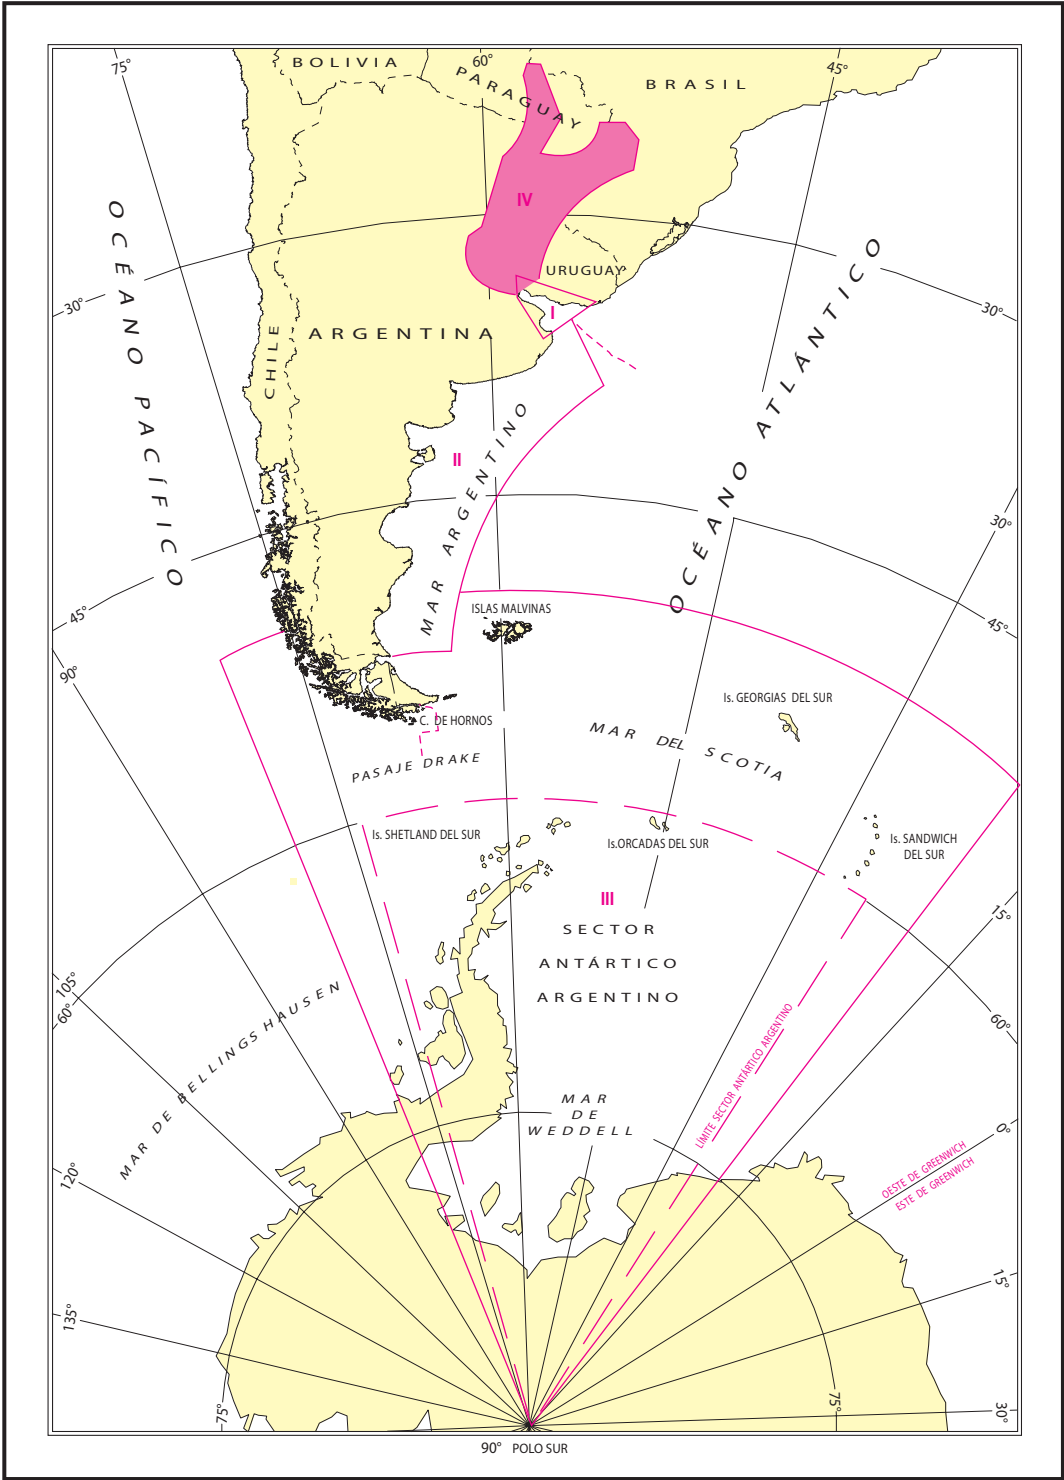 75°
BOLIVIA
60°
PARAGUAY
BRASIL
45°
OCÉANO PACÍFICO
IV
URUGUAY
I
30°
30°
CHILE
ARGENTINA
OCÉANO ATLÁNTICO
II
MAR ARGENTINO
30°
45°
45°
90°
ISLAS MALVINAS
Is. GEORGIAS DEL SUR
C. DE HORNOS
MAR DEL SCOTIA
PASAJE DRAKE
Is. SHETLAND DEL SUR
Is.ORCADAS DEL SUR
Is. SANDWICH
DEL SUR
III
SECTOR
ANTÁRTICO
ARGENTINO
15°
105°
60°
60°
MAR DE BELLINGSHAUSEN
LÍMITE SECTOR ANTÁRTICO ARGENTINO
MAR
DE
WEDDELL
0°
OESTE DE GREENWICH
ESTE DE GREENWICH
120°
15°
135°
75°
75°
30°
90° POLO SUR